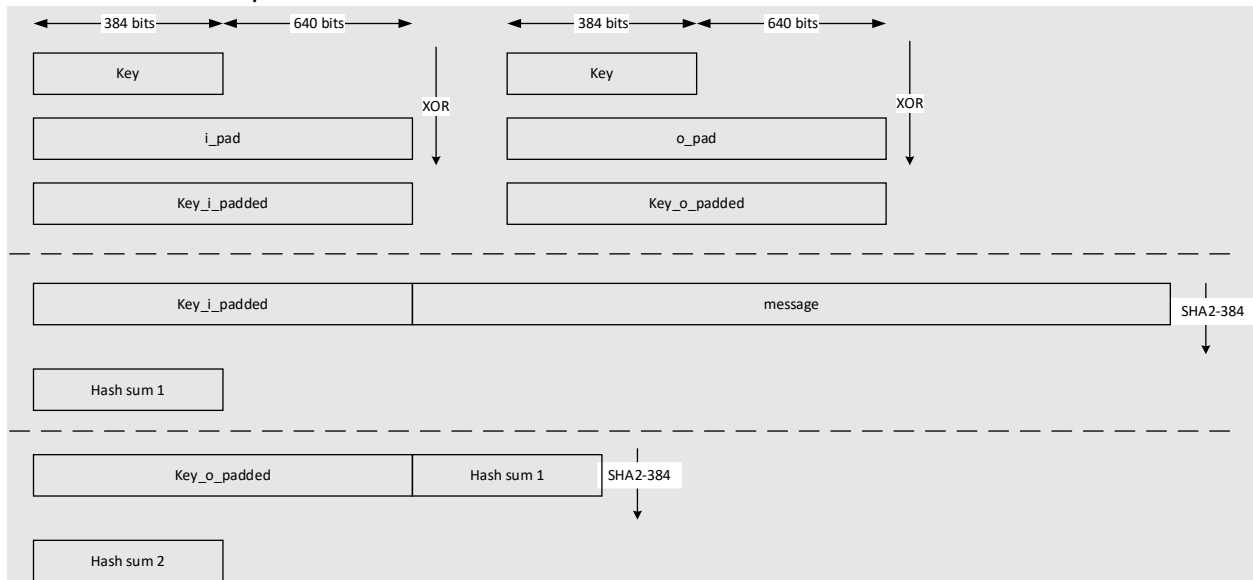 384 bits 640 bits 384 bits 640 bits
Key Key
XOR XOR
i_pad o_pad
Key_i_padded Key_o_padded
Key_i_padded message SHA2-384
Hash sum 1
Key_o_padded Hash sum 1 SHA2-384
Hash sum 2